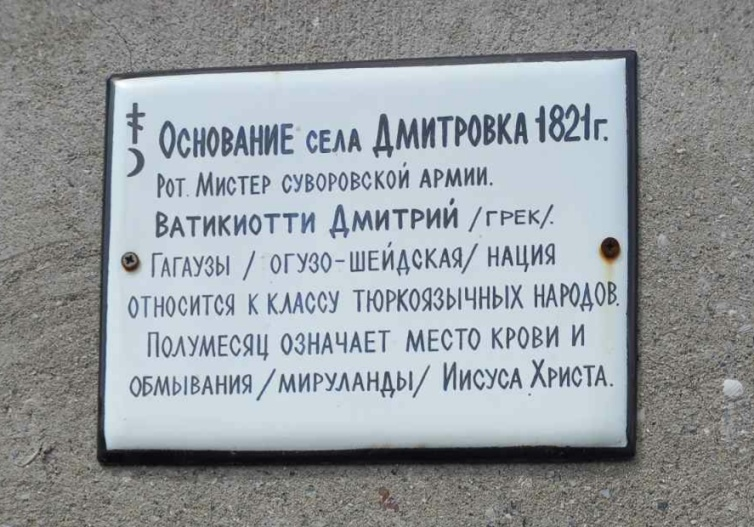 Основание села Дмитровка 1821г.
Рот. Мистер суворовской армии.
Ватикиотти Дмитрий /грек/.
Гагаузы / огузо-шейдская/ нация
относится к классу тюркоязычных народов.
Полумесяц означает место крови и
обмывания /мируланды/ Иисуса Христа.